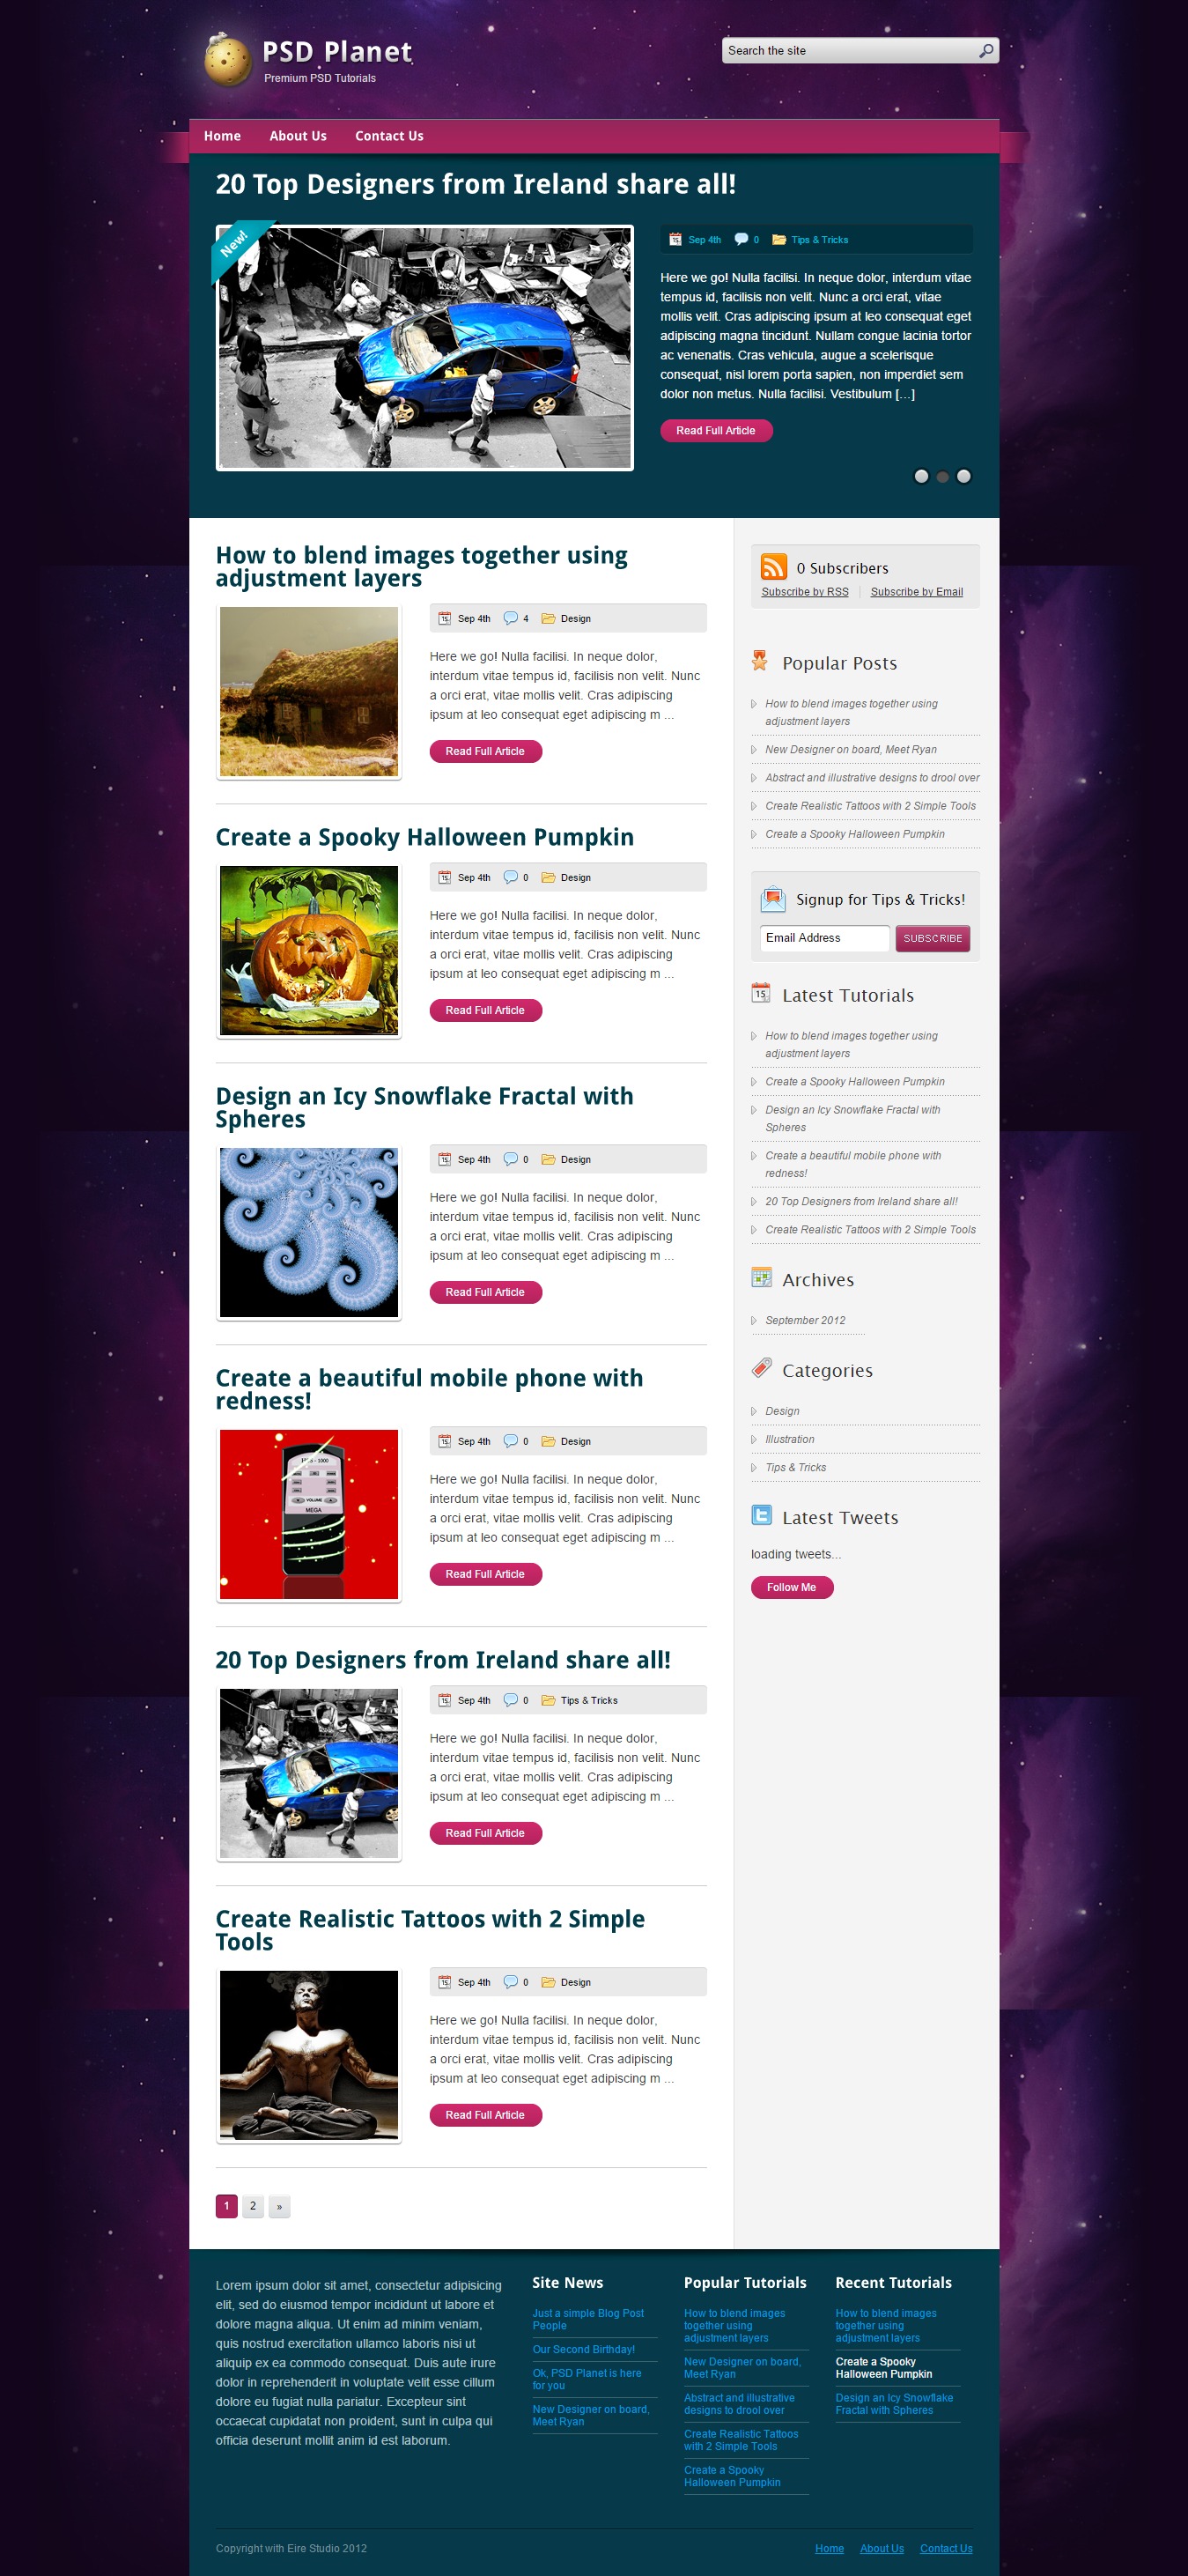 PSD Planet
Premium PSD Tutorials
Search the site
Home About Us Contact Us
20 Top Designers from Ireland share all!
New!
Sep 4th 0 Tips & Tricks
Here we go! Nulla facilisi. In neque dolor, interdum vitae
tempus id, facilisis non velit. Nunc a orci erat, vitae
mollis velit. Cras adipiscing ipsum at leo consequat eget
adipiscing magna tincidunt. Nullam congue lacinia tortor
ac venenatis. Cras vehicula, augue a scelerisque
consequat, nisl lorem porta sapien, non imperdiet sem
dolor non metus. Nulla facilisi. Vestibulum [...]
Read Full Article
How to blend images together using
adjustment layers
Sep 4th 4 Design
Here we go! Nulla facilisi. In neque dolor,
interdum vitae tempus id, facilisis non velit. Nunc
a orci erat, vitae mollis velit. Cras adipiscing
ipsum at leo consequat eget adipiscing m ...
Read Full Article
Create a Spooky Halloween Pumpkin
Sep 4th 0 Design
Here we go! Nulla facilisi. In neque dolor,
interdum vitae tempus id, facilisis non velit. Nunc
a orci erat, vitae mollis velit. Cras adipiscing
ipsum at leo consequat eget adipiscing m ...
Read Full Article
Design an Icy Snowflake Fractal with
Spheres
Sep 4th 0 Design
Here we go! Nulla facilisi. In neque dolor,
interdum vitae tempus id, facilisis non velit. Nunc
a orci erat, vitae mollis velit. Cras adipiscing
ipsum at leo consequat eget adipiscing m ...
Read Full Article
Create a beautiful mobile phone with
redness!
VOLUME
MEGA
Sep 4th 0 Design
Here we go! Nulla facilisi. In neque dolor,
interdum vitae tempus id, facilisis non velit. Nunc
a orci erat, vitae mollis velit. Cras adipiscing
ipsum at leo consequat eget adipiscing m ...
Read Full Article
20 Top Designers from Ireland share all!
Sep 4th 0 Tips & Tricks
Here we go! Nulla facilisi. In neque dolor,
interdum vitae tempus id, facilisis non velit. Nunc
a orci erat, vitae mollis velit. Cras adipiscing
ipsum at leo consequat eget adipiscing m ...
Read Full Article
Create Realistic Tattoos with 2 Simple
Tools
Sep 4th 0 Design
Here we go! Nulla facilisi. In neque dolor,
interdum vitae tempus id, facilisis non velit. Nunc
a orci erat, vitae mollis velit. Cras adipiscing
ipsum at leo consequat eget adipiscing m ...
Read Full Article
1 2 »
0 Subscribers
Subscribe by RSS Subscribe by Email
Popular Posts
How to blend images together using
adjustment layers
New Designer on board, Meet Ryan
Abstract and illustrative designs to drool over
Create Realistic Tattoos with 2 Simple Tools
Create a Spooky Halloween Pumpkin
Signup for Tips & Tricks!
Email Address SUBSCRIBE
15 Latest Tutorials
How to blend images together using
adjustment layers
Create a Spooky Halloween Pumpkin
Design an Icy Snowflake Fractal with
Spheres
Create a beautiful mobile phone with
redness!
20 Top Designers from Ireland share all!
Create Realistic Tattoos with 2 Simple Tools
Archives
September 2012
Categories
Design
Illustration
Tips & Tricks
Latest Tweets
loading tweets...
Follow Me
Lorem ipsum dolor sit amet, consectetur adipisicing
elit, sed do eiusmod tempor incididunt ut labore et
dolore magna aliqua. Ut enim ad minim veniam,
quis nostrud exercitation ullamco laboris nisi ut
aliquip ex ea commodo consequat. Duis aute irure
dolor in reprehenderit in voluptate velit esse cillum
dolore eu fugiat nulla pariatur. Excepteur sint
occaecat cupidatat non proident, sunt in culpa qui
officia deserunt mollit anim id est laborum.
Site News
Just a simple Blog Post
People
Our Second Birthday!
Ok, PSD Planet is here
for you
New Designer on board,
Meet Ryan
Popular Tutorials
How to blend images
together using
adjustment layers
New Designer on board,
Meet Ryan
Abstract and illustrative
designs to drool over
Create Realistic Tattoos
with 2 Simple Tools
Create a Spooky
Halloween Pumpkin
Recent Tutorials
How to blend images
together using
adjustment layers
Create a Spooky
Halloween Pumpkin
Design an Icy Snowflake
Fractal with Spheres
Copyright with Eire Studio 2012
Home About Us Contact Us